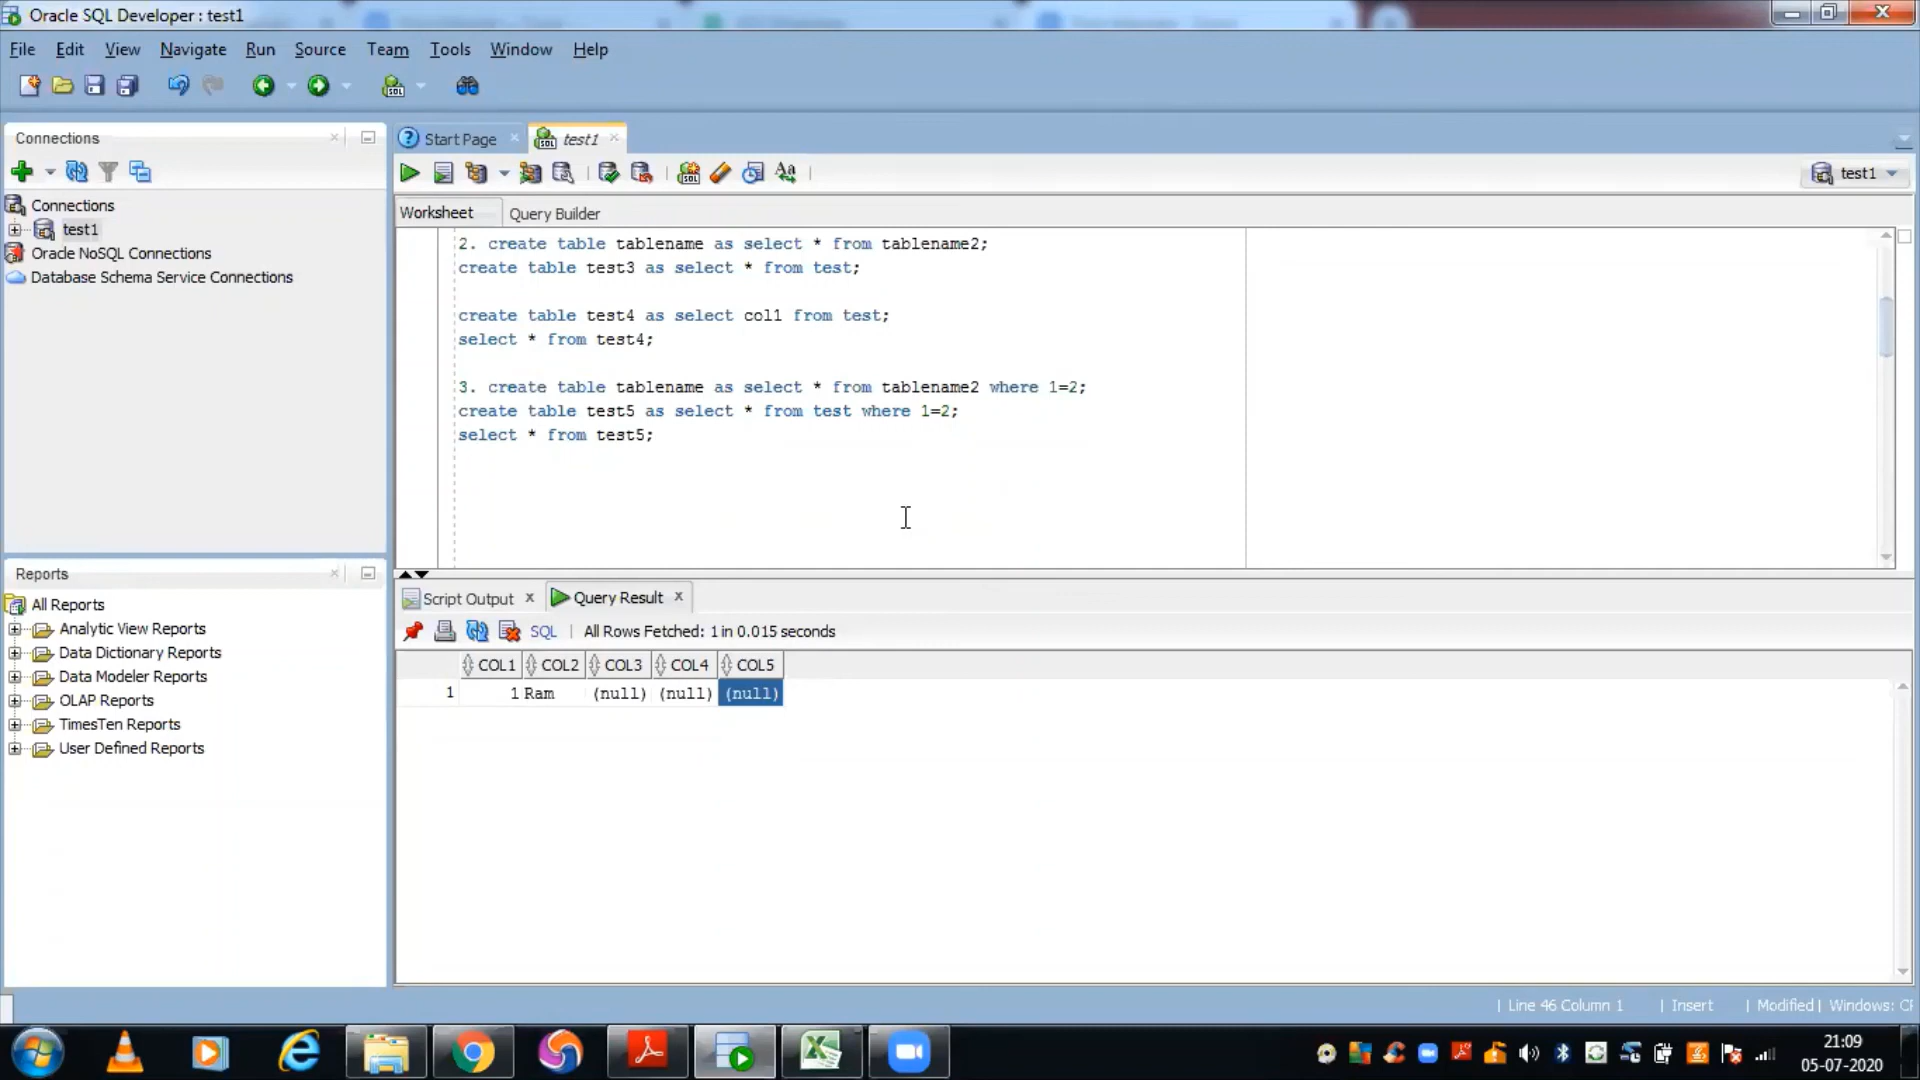 Oracle SQL Developer : test1
File Edit View Navigate Run Source Team Tools Window Help
Connections
Start Page
test1
test1
Worksheet Query Builder
Connections
test1
Oracle NoSQL Connections
Database Schema Service Connections
2. create table tablename as select * from tablename2;
create table test3 as select * from test;
create table test4 as select col1 from test;
select * from test4;
3. create table tablename as select * from tablename2 where 1=2;
create table test5 as select * from test where 1=2;
select * from test5;
Reports
All Reports
Analytic View Reports
Data Dictionary Reports
Data Modeler Reports
OLAP Reports
TimesTen Reports
User Defined Reports
Script Output Query Result
SQL All Rows Fetched: 1 in 0.015 seconds
COL1 COL2 COL3 COL4 COL5
1 1 Ram (null) (null) (null)
Line 46 Column 1 Insert Modified Windows:
21:09
05-07-2020